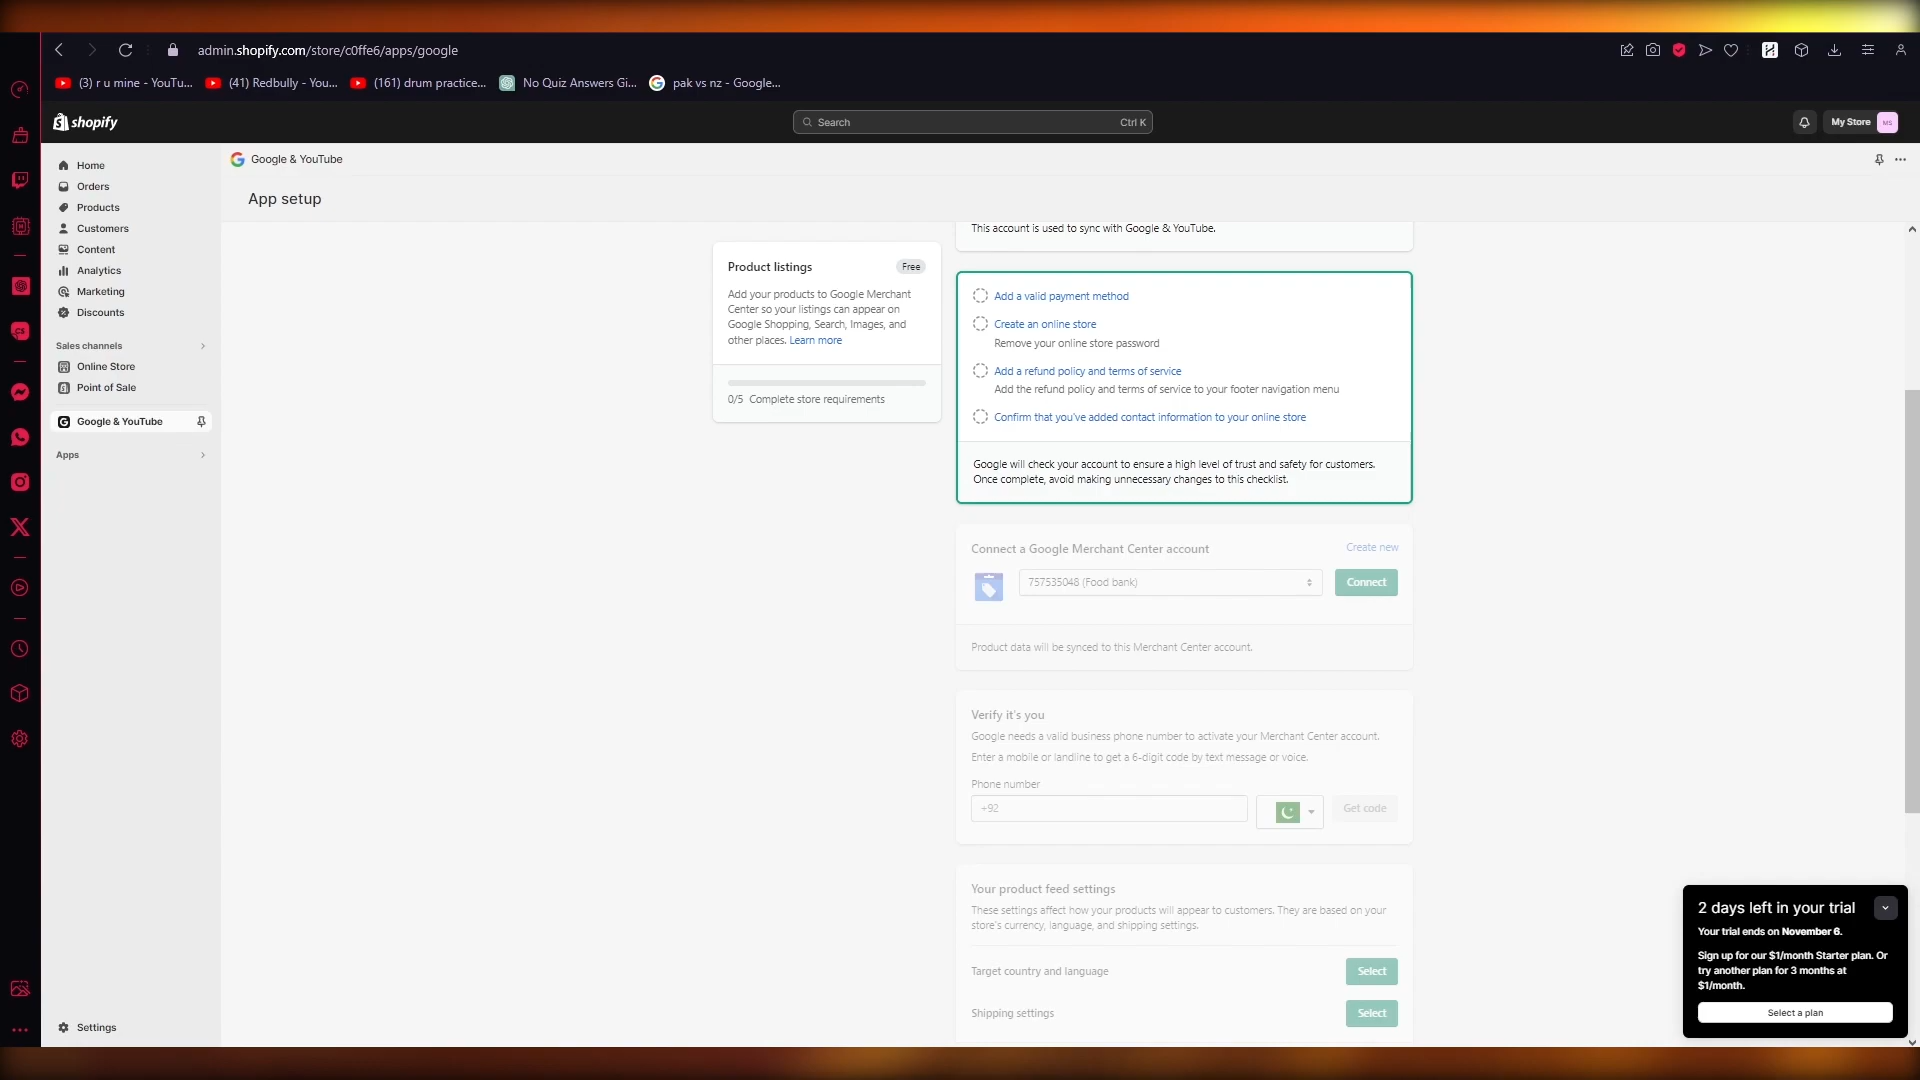 admin.shopify.com/store/c0ffe6/apps/google
(3) r u mine - YouTu...
(41) Redbully - You...
(161) drum practice...
No Quiz Answers Gi...
pak vs nz - Google...
shopify
Search
Ctrl K
My Store
MS
Home
Orders
Products
Customers
Content
Analytics
Marketing
Discounts
Sales channels
Online Store
Point of Sale
Google & YouTube
Apps
Settings
Google & YouTube
App setup
Product listings
Free
Add your products to Google Merchant
Center so your listings can appear on
Google Shopping, Search, Images, and
other places. Learn more
0/5 Complete store requirements
This account is used to sync with Google & YouTube.
Add a valid payment method
Create an online store
Remove your online store password
Add a refund policy and terms of service
Add the refund policy and terms of service to your footer navigation menu
Confirm that you've added contact information to your online store
Google will check your account to ensure a high level of trust and safety for customers.
Once complete, avoid making unnecessary changes to this checklist.
Connect a Google Merchant Center account
Create new
757535048 (Food bank)
Connect
Product data will be synced to this Merchant Center account.
Verify it's you
Google needs a valid business phone number to activate your Merchant Center account.
Enter a mobile or landline to get a 6-digit code by text message or voice.
Phone number
+92
Get code
Your product feed settings
These settings affect how your products will appear to customers. They are based on your
store's currency, language, and shipping settings.
Target country and language
Select
Shipping settings
Select
2 days left in your trial
Your trial ends on November 6.
Sign up for our $1/month Starter plan. Or
try another plan for 3 months at
$1/month.
Select a plan